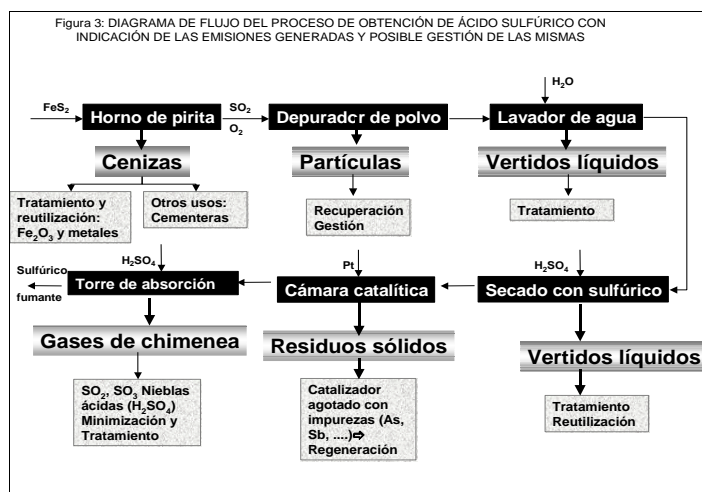 Figura 3: DIAGRAMA DE FLUJO DEL PROCESO DE OBTENCIÓN DE ÁCIDO SULFÚRICO CON
INDICACIÓN DE LAS EMISIONES GENERADAS Y POSIBLE GESTIÓN DE LAS MISMAS
H₂O
FeS₂
Horno de pirita
SO₂
O₂
Depurador de polvo
Lavador de agua
Cenizas
Partículas
Vertidos líquidos
Tratamiento y
reutilización:
Fe₂O₃ y metales
Otros usos:
Cementeras
Recuperación
Gestión
Tratamiento
Sulfúrico
fumante
H₂SO₄
Torre de absorción
Pt
Cámara catalítica
H₂SO₄
Secado con sulfúrico
Gases de chimenea
Residuos sólidos
Vertidos líquidos
SO₂, SO₃ Nieblas
ácidas (H₂SO₄)
Minimización y
Tratamiento
Catalizador
agotado con
impurezas (As,
Sb, ....)⇨
Regeneración
Tratamiento
Reutilización